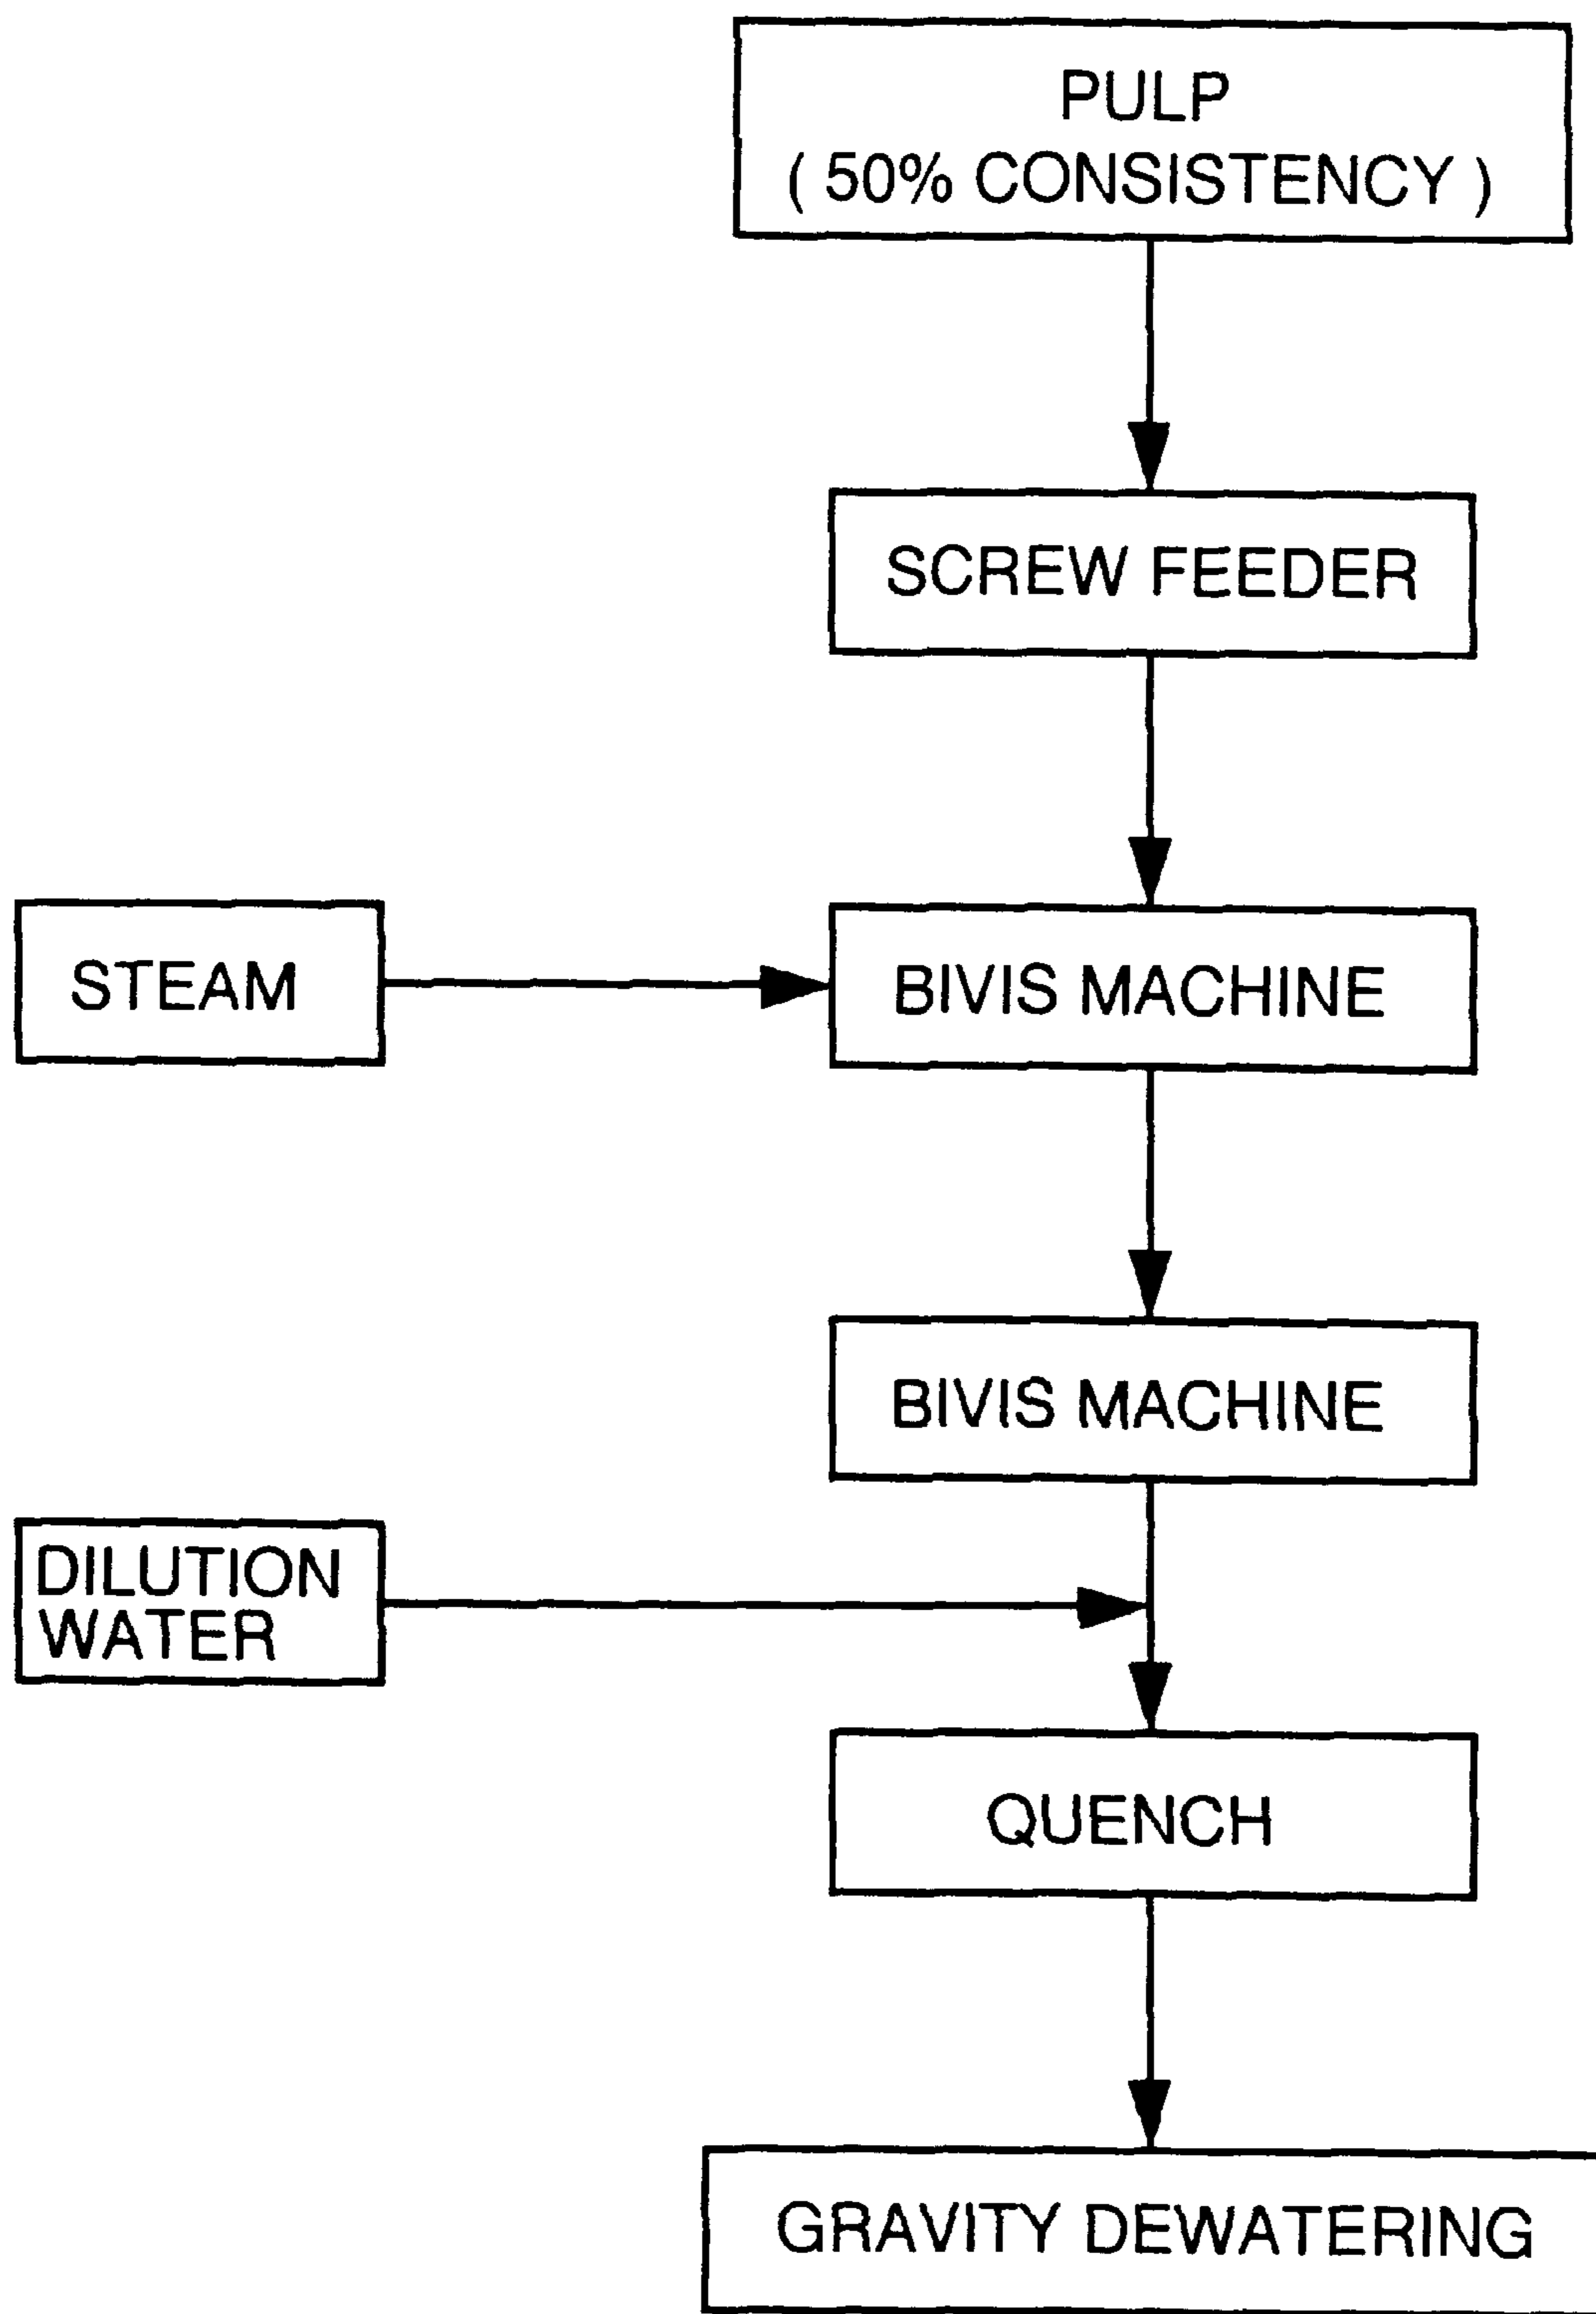 PULP
( 50% CONSISTENCY )
SCREW FEEDER
STEAM
BIVIS MACHINE
BIVIS MACHINE
DILUTION
WATER
QUENCH
GRAVITY DEWATERING